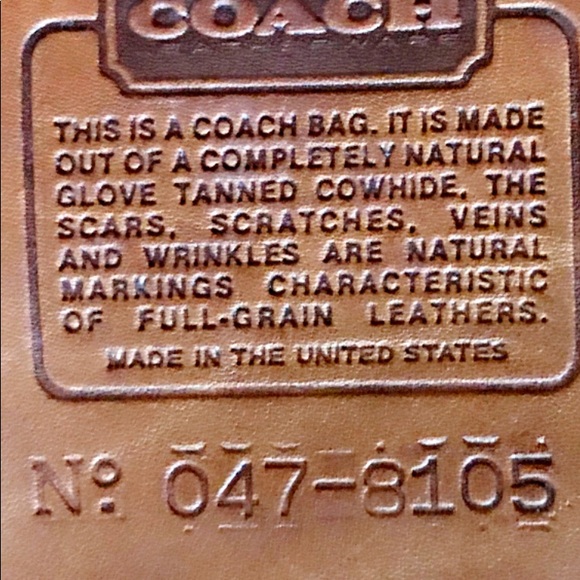 COACH
THIS IS A COACH BAG. IT IS MADE
OUT OF A COMPLETELY NATURAL
GLOVE TANNED COWHIDE, THE
SCARS, SCRATCHES, VEINS
AND WRINKLES ARE NATURAL
MARKINGS CHARACTERISTIC
OF FULL-GRAIN LEATHERS.
MADE IN THE UNITED STATES
Nº 047-8105